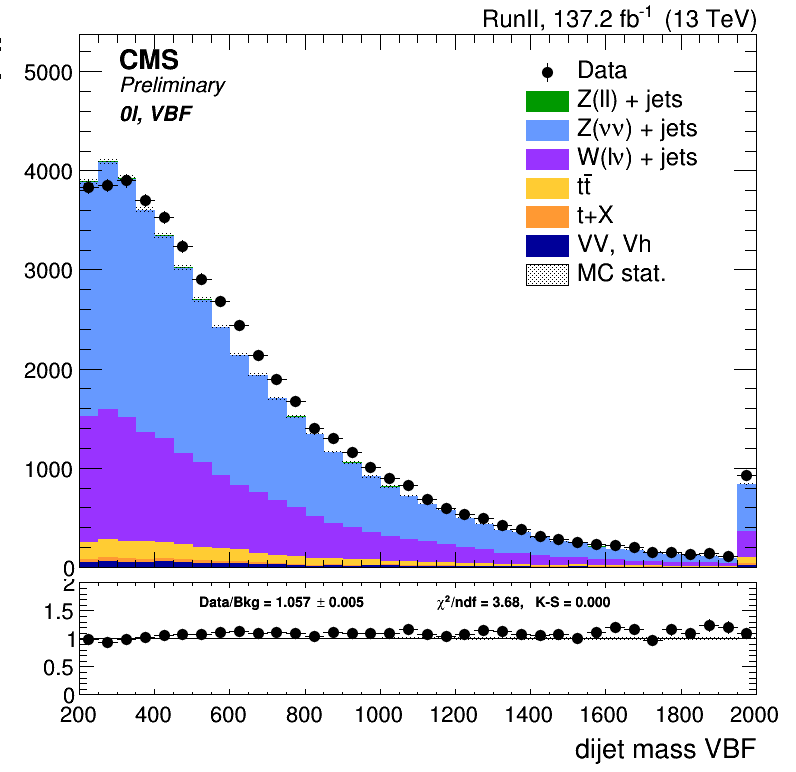 RunII, 137.2 fb-1 (13 TeV)
CMS
Preliminary
0l, VBF
Data
Z(ll) + jets
Z(νν) + jets
W(lν) + jets
tt̄
t+X
VV, Vh
MC stat.
5000
4000
3000
2000
1000
0
Data/Bkg = 1.057 ± 0.005 χ²/ndf = 3.68, K-S = 0.000
2
1.5
1
0.5
0
200 400 600 800 1000 1200 1400 1600 1800 2000
dijet mass VBF